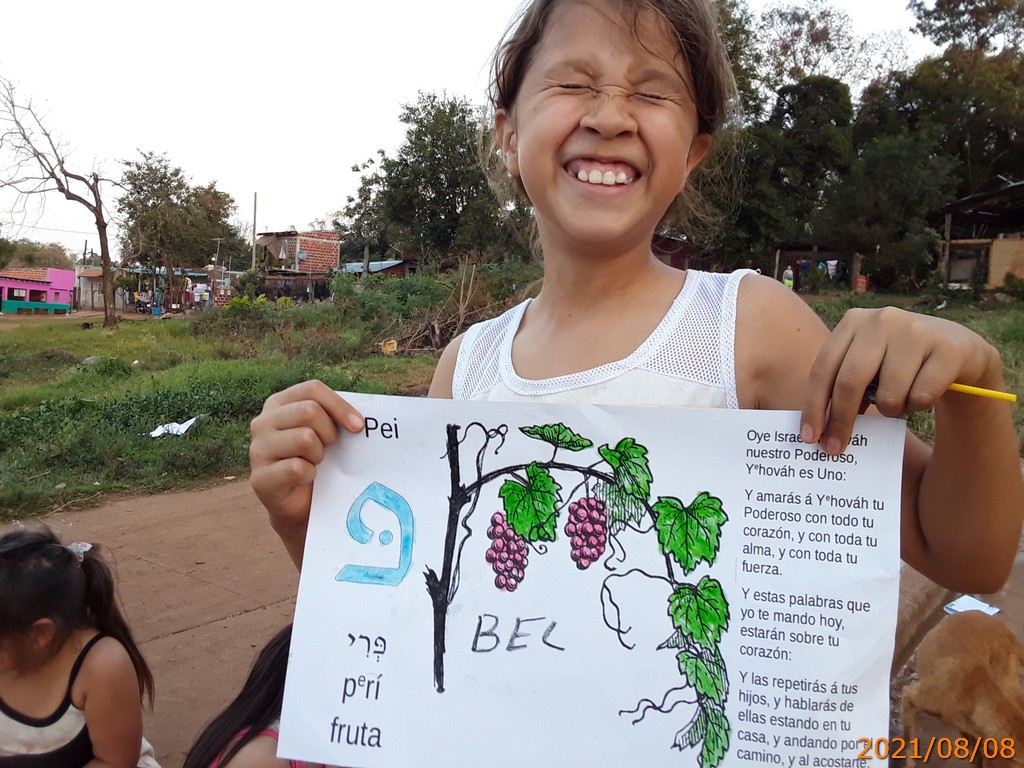 Pei
פ
פְּרִי
pᵉrí
fruta
BEL
Oye Israel
nuestro Poderoso,
Yᵉhováh es Uno:
Y amarás á Yᵉhováh tu
Poderoso con todo tu
corazón, y con toda tu
alma, y con toda tu
fuerza.
Y estas palabras que
yo te mando hoy,
estarán sobre tu
corazón:
Y las repetirás á tus
hijos, y hablarás de
ellas estando en tu
casa, y andando por
camino, y al acostarte,
2021/08/08